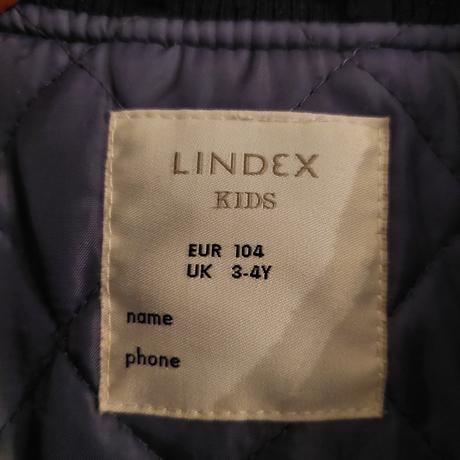 LINDEX
KIDS
EUR 104
UK 3-4Y
name
phone